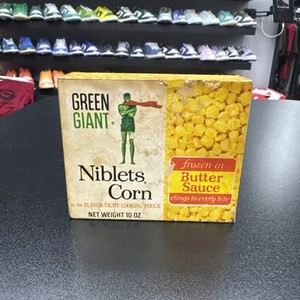 GREEN
GIANT®
Niblets®
Corn
in the FLAVOR-TIGHT COOKING POUCH
NET WEIGHT 10 OZ.
frozen in
Butter
Sauce
clings to every bite